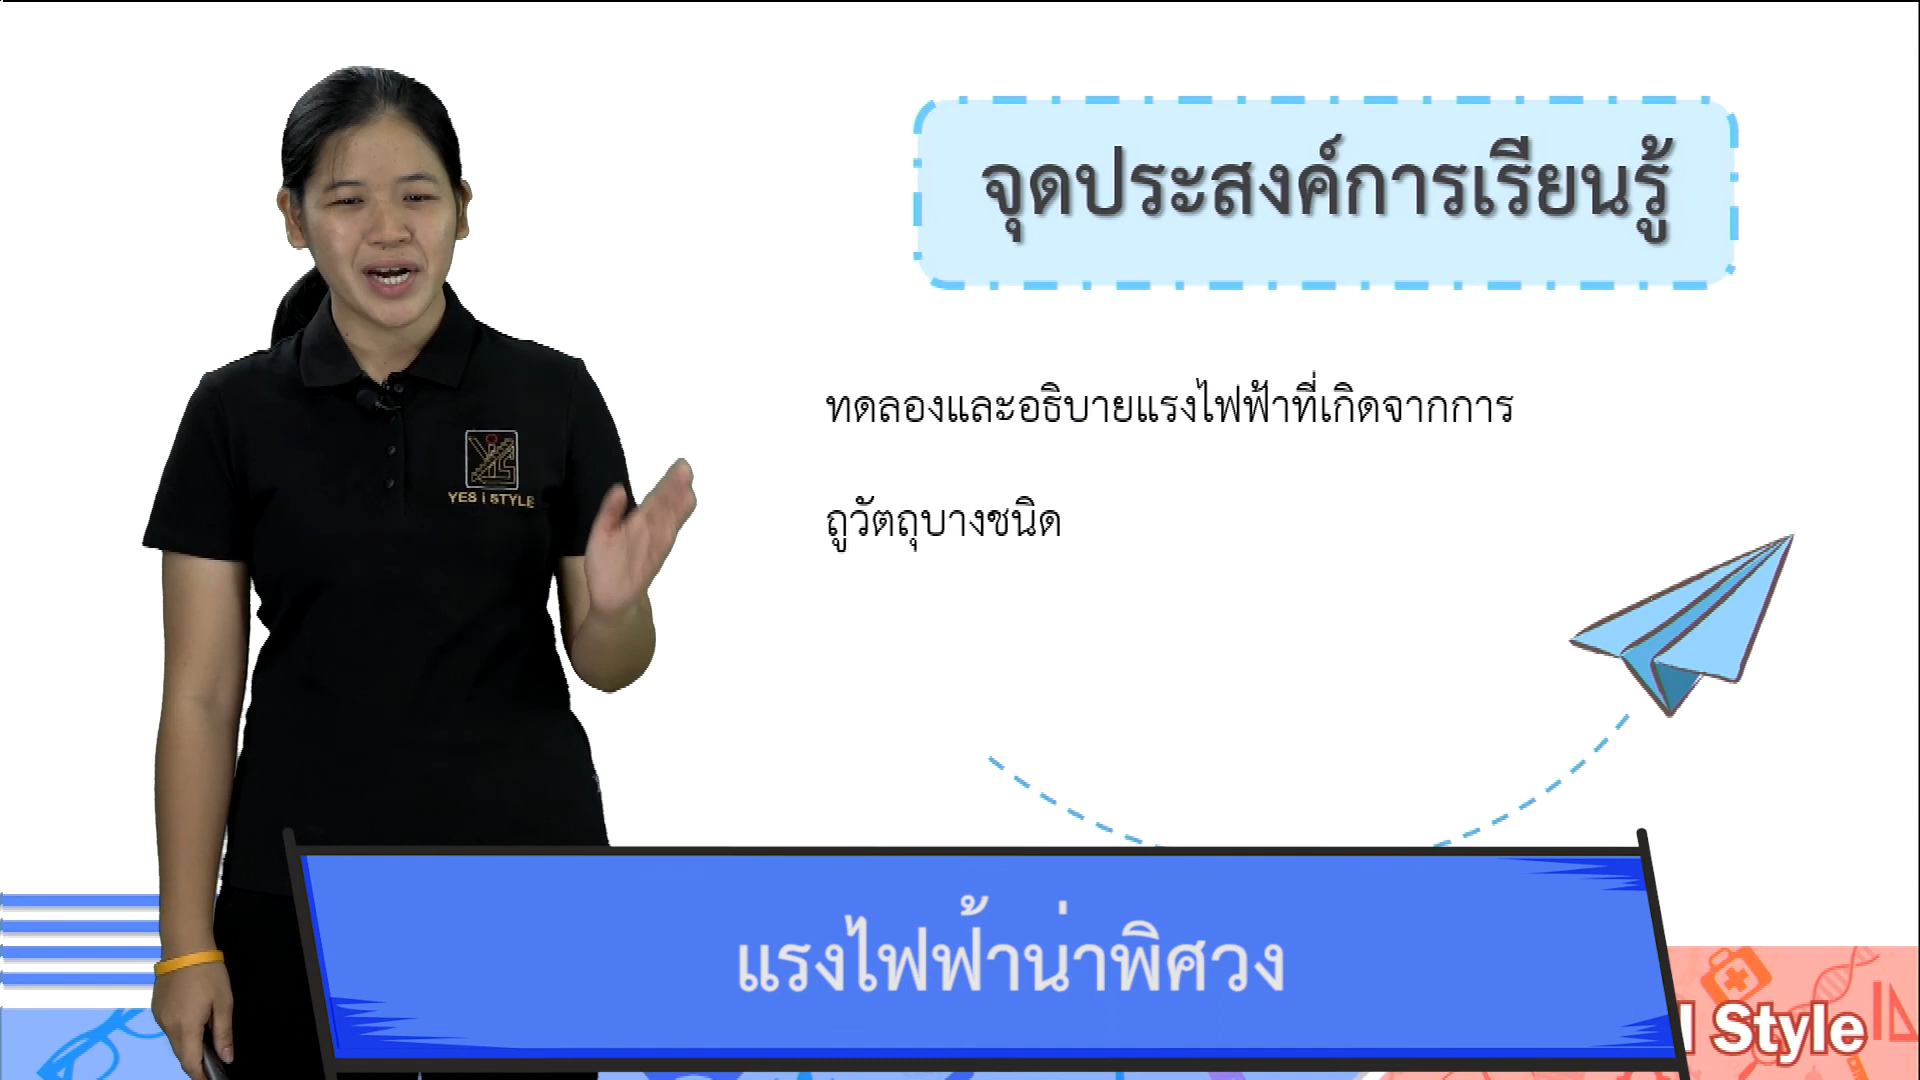 จุดประสงค์การเรียนรู้
ทดลองและอธิบายแรงไฟฟ้าที่เกิดจากการ
ถูวัตถุบางชนิด
YES i STYLE
แรงไฟฟ้าน่าพิศวง
I Style